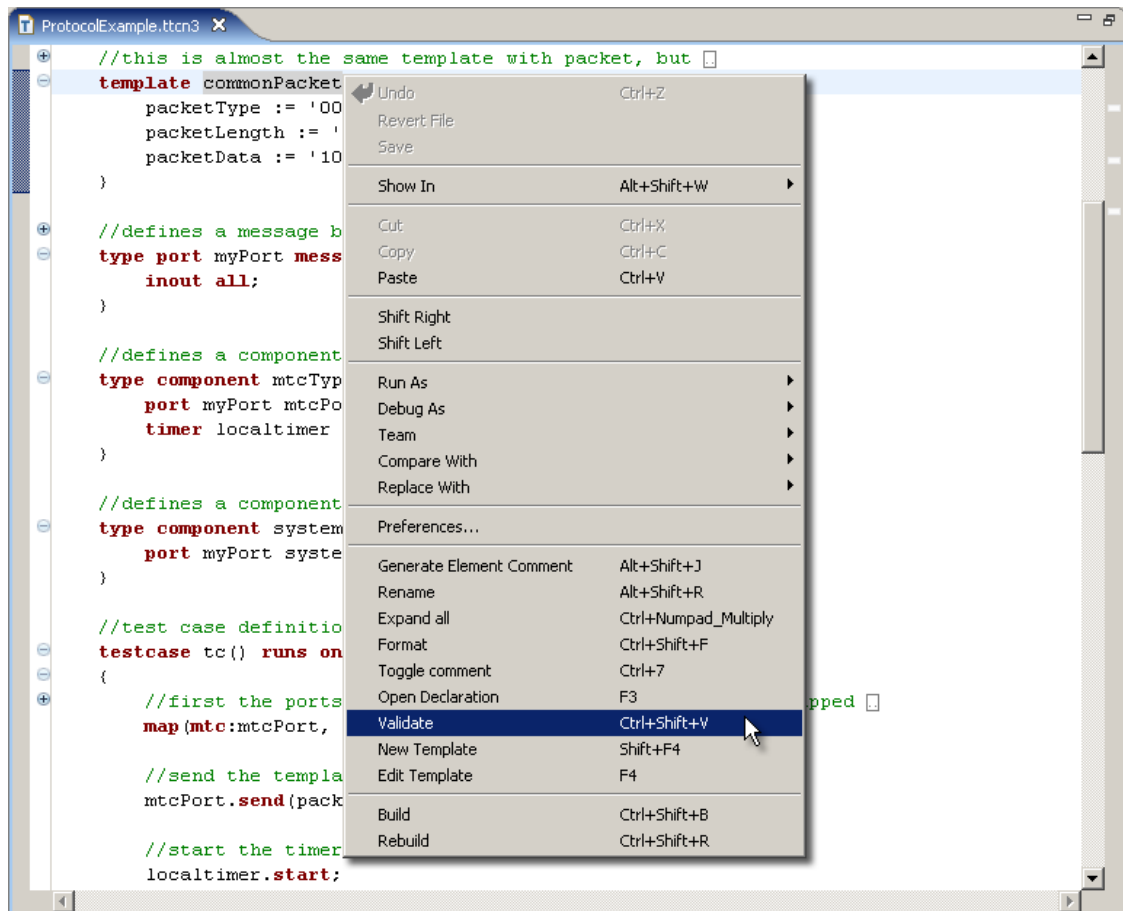 ProtocolExample.ttcn3
//this is almost the same template with packet, but ..
template commonPacket
packetType := '00
packetLength := '
packetData := '10
}
//defines a message b
type port myPort mess
inout all;
}
//defines a component
type component mtcTyp
port myPort mtcPo
timer localtimer
}
//defines a component
type component system
port myPort syste
}
//test case definitio
testcase tc() runs on
{
//first the ports pped ..
map(mtc:mtcPort,
//send the templa
mtcPort.send(pack
//start the timer
localtimer.start;
Undo Ctrl+Z
Revert File
Save
Show In Alt+Shift+W
Cut Ctrl+X
Copy Ctrl+C
Paste Ctrl+V
Shift Right
Shift Left
Run As
Debug As
Team
Compare With
Replace With
Preferences...
Generate Element Comment Alt+Shift+J
Rename Alt+Shift+R
Expand all Ctrl+Numpad_Multiply
Format Ctrl+Shift+F
Toggle comment Ctrl+7
Open Declaration F3
Validate Ctrl+Shift+V
New Template Shift+F4
Edit Template F4
Build Ctrl+Shift+B
Rebuild Ctrl+Shift+R